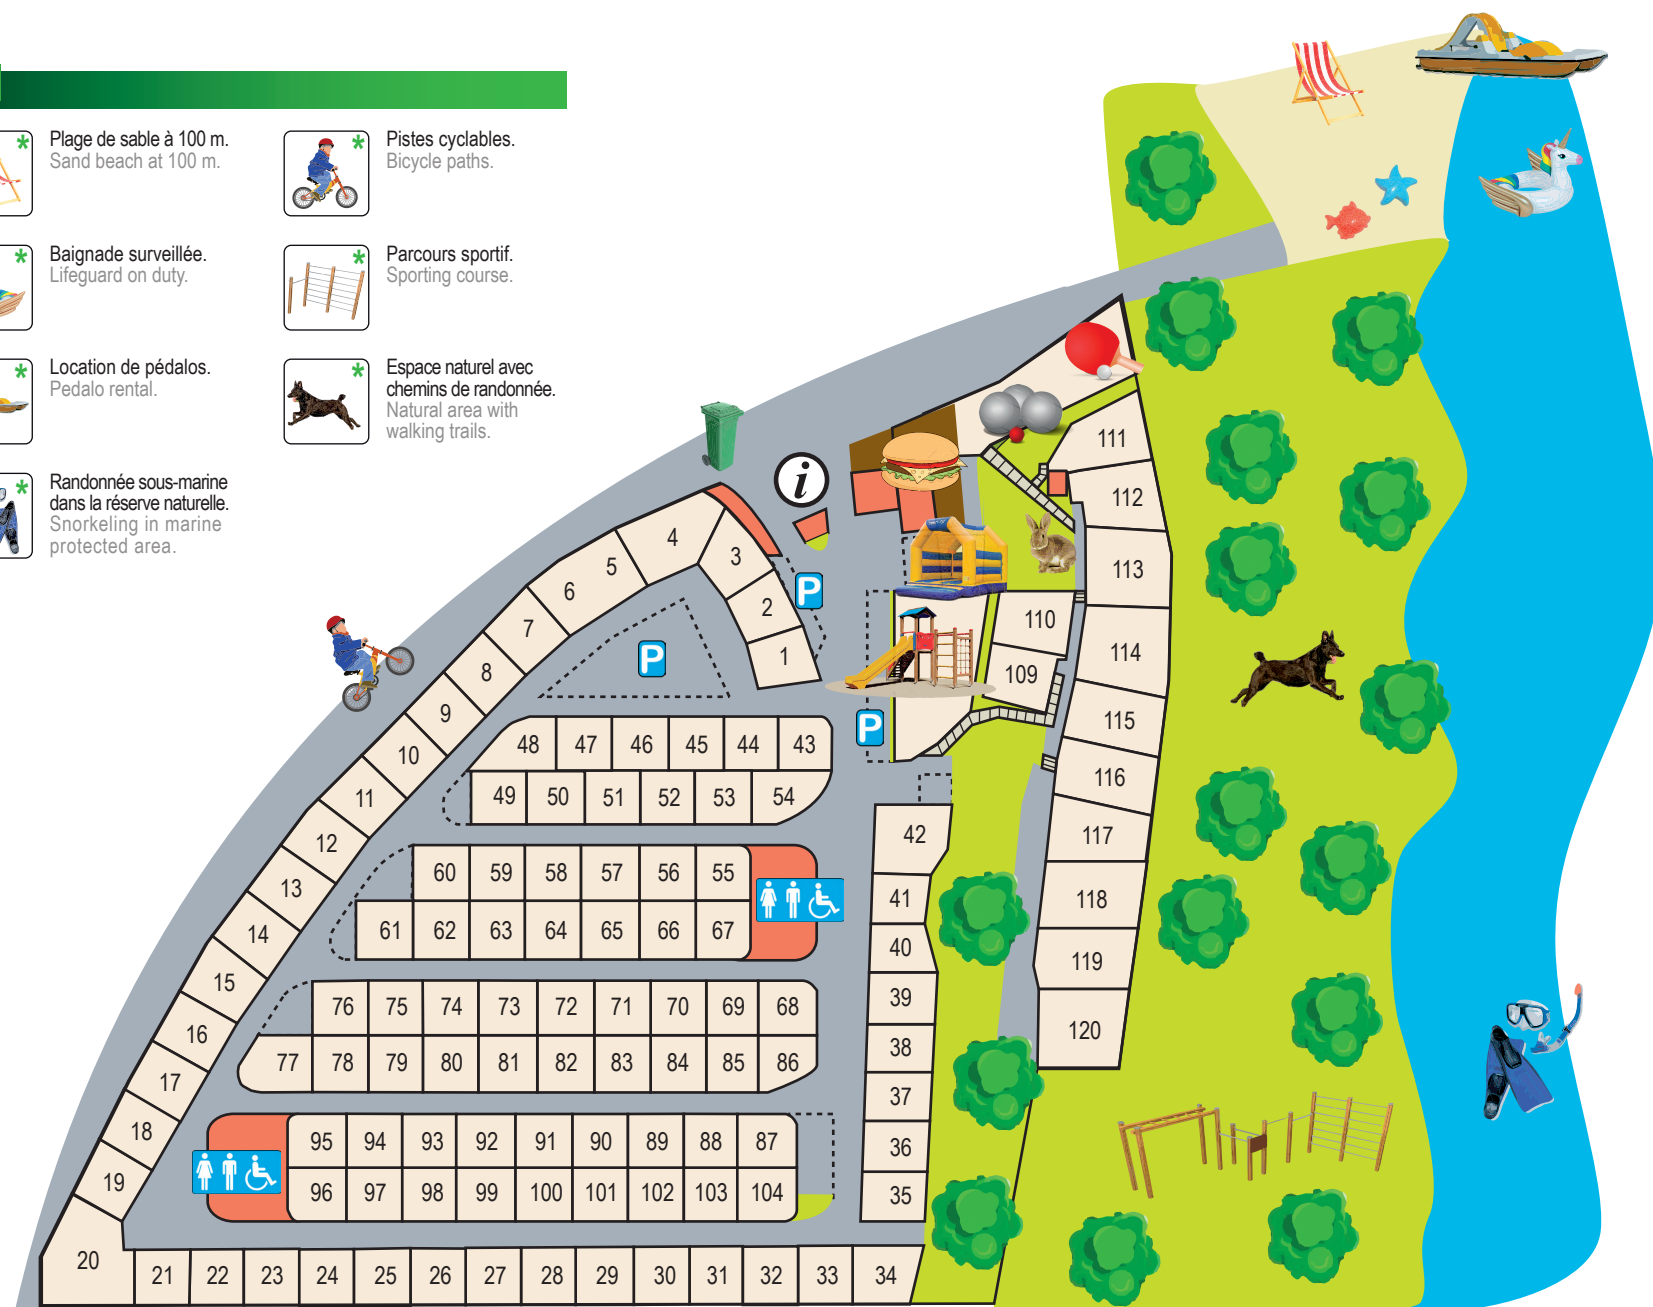 Plage de sable à 100 m.
Sand beach at 100 m.
Baignade surveillée.
Lifeguard on duty.
Location de pédalos.
Pedalo rental.
Randonnée sous-marine
dans la réserve naturelle.
Snorkeling in marine
protected area.
Pistes cyclables.
Bicycle paths.
Parcours sportif.
Sporting course.
Espace naturel avec
chemins de randonnée.
Natural area with
walking trails.
i
P
P
P
111
112
113
114
115
116
117
118
119
120
110
109
4
3
2
1
5
6
7
8
9
10
11
12
13
14
15
16
17
18
19
20
48 47 46 45 44 43
49 50 51 52 53 54
60 59 58 57 56 55
61 62 63 64 65 66 67
76 75 74 73 72 71 70 69 68
77 78 79 80 81 82 83 84 85 86
95 94 93 92 91 90 89 88 87
96 97 98 99 100 101 102 103 104
42
41
40
39
38
37
36
35
21 22 23 24 25 26 27 28 29 30 31 32 33 34